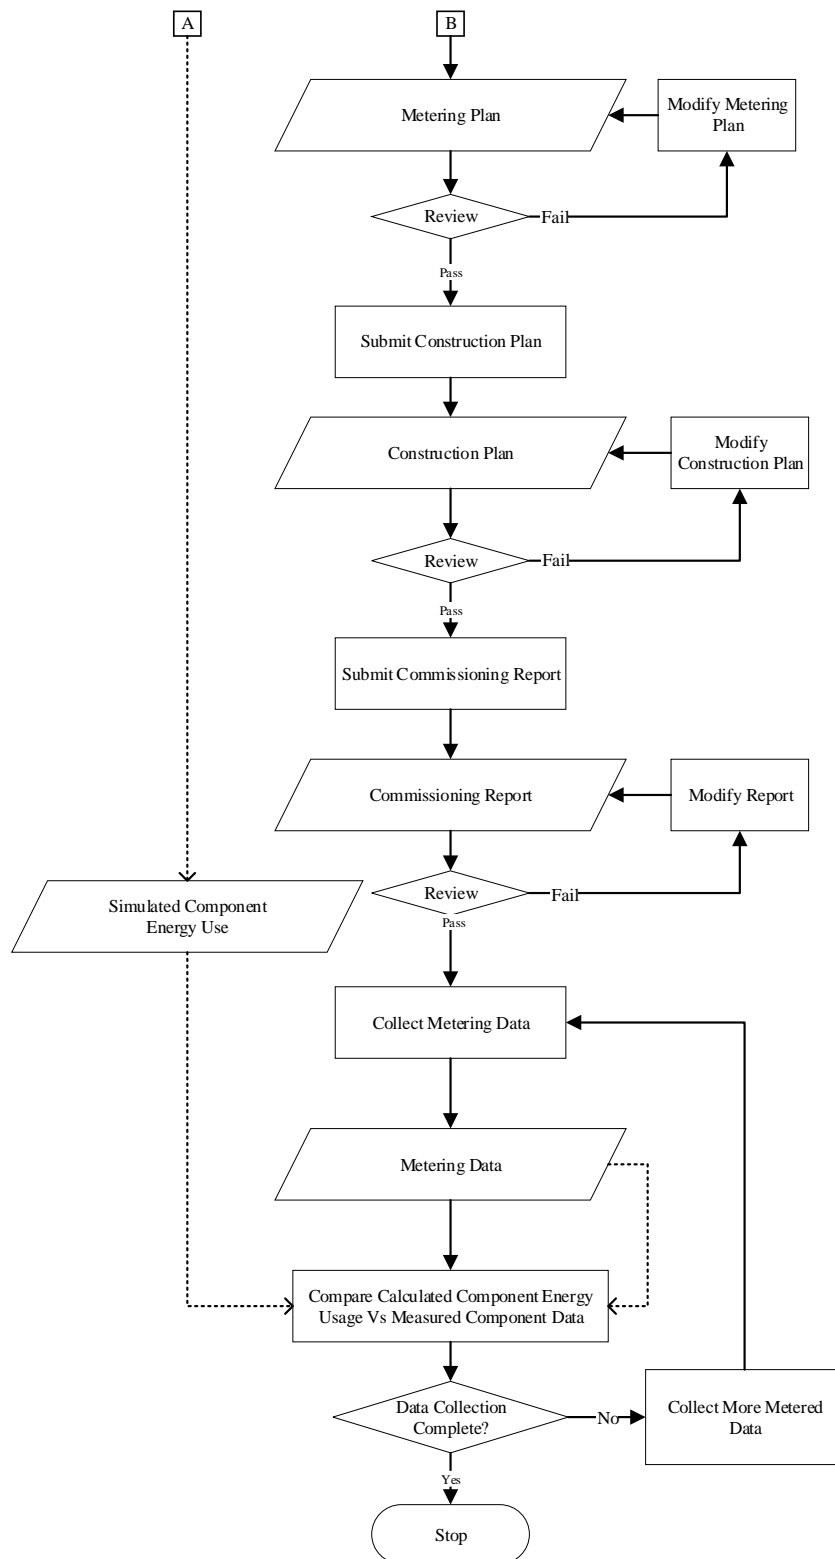 A
B
Metering Plan
Modify Metering
Plan
Review
Fail
Pass
Submit Construction Plan
Construction Plan
Modify
Construction Plan
Review
Fail
Pass
Submit Commissioning Report
Commissioning Report
Modify Report
Review
Fail
Pass
Simulated Component
Energy Use
Collect Metering Data
Metering Data
Compare Calculated Component Energy
Usage Vs Measured Component Data
Data Collection
Complete?
No
Collect More Metered
Data
Yes
Stop